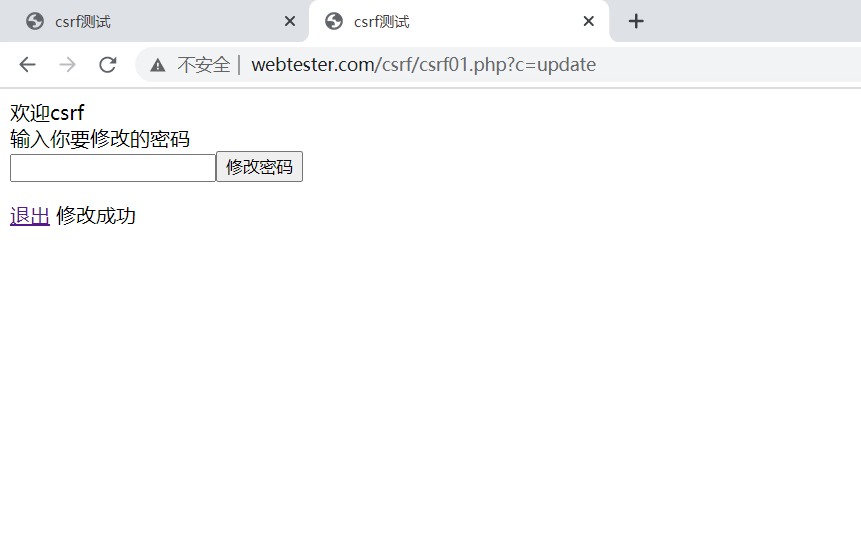 csrf测试
csrf测试
不安全 | webtester.com/csrf/csrf01.php?c=update
欢迎csrf
输入你要修改的密码
修改密码
退出 修改成功